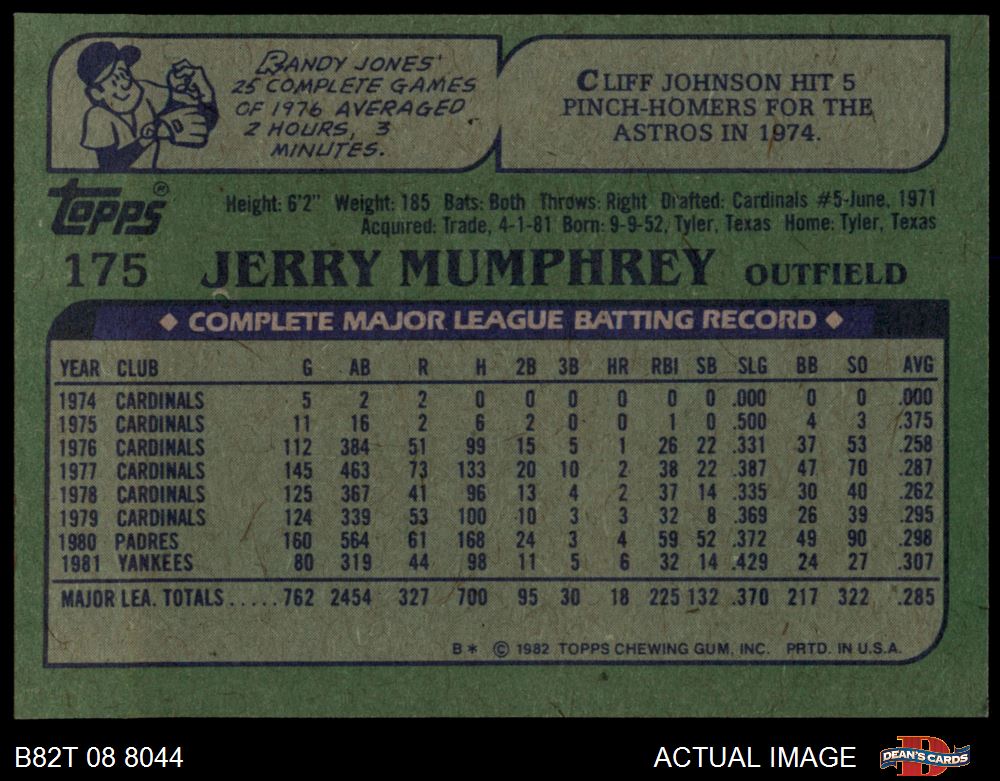 RANDY JONES'
25 COMPLETE GAMES
OF 1976 AVERAGED
2 HOURS, 3
MINUTES.
CLIFF JOHNSON HIT 5
PINCH-HOMERS FOR THE
ASTROS IN 1974.
Topps®
Height: 6'2" Weight: 185 Bats: Both Throws: Right Drafted: Cardinals #5-June, 1971
Acquired: Trade, 4-1-81 Born: 9-9-52, Tyler, Texas Home: Tyler, Texas
175 JERRY MUMPHREY OUTFIELD
◆ COMPLETE MAJOR LEAGUE BATTING RECORD ◆
YEAR CLUB G AB R H 2B 3B HR RBI SB SLG BB SO AVG
1974 CARDINALS 5 2 2 0 0 0 0 0 0 .000 0 0 .000
1975 CARDINALS 11 16 2 6 2 0 0 1 0 .500 4 3 .375
1976 CARDINALS 112 384 51 99 15 5 1 26 22 .331 37 53 .258
1977 CARDINALS 145 463 73 133 20 10 2 38 22 .387 47 70 .287
1978 CARDINALS 125 367 41 96 13 4 2 37 14 .335 30 40 .262
1979 CARDINALS 124 339 53 100 10 3 3 32 8 .369 26 39 .295
1980 PADRES 160 564 61 168 24 3 4 59 52 .372 49 90 .298
1981 YANKEES 80 319 44 98 11 5 6 32 14 .429 24 27 .307
MAJOR LEA. TOTALS.....762 2454 327 700 95 30 18 225 132 .370 217 322 .285
B* © 1982 TOPPS CHEWING GUM, INC. PRTD. IN U.S.A.
B82T 08 8044
ACTUAL IMAGE
D
DEAN'S CARDS